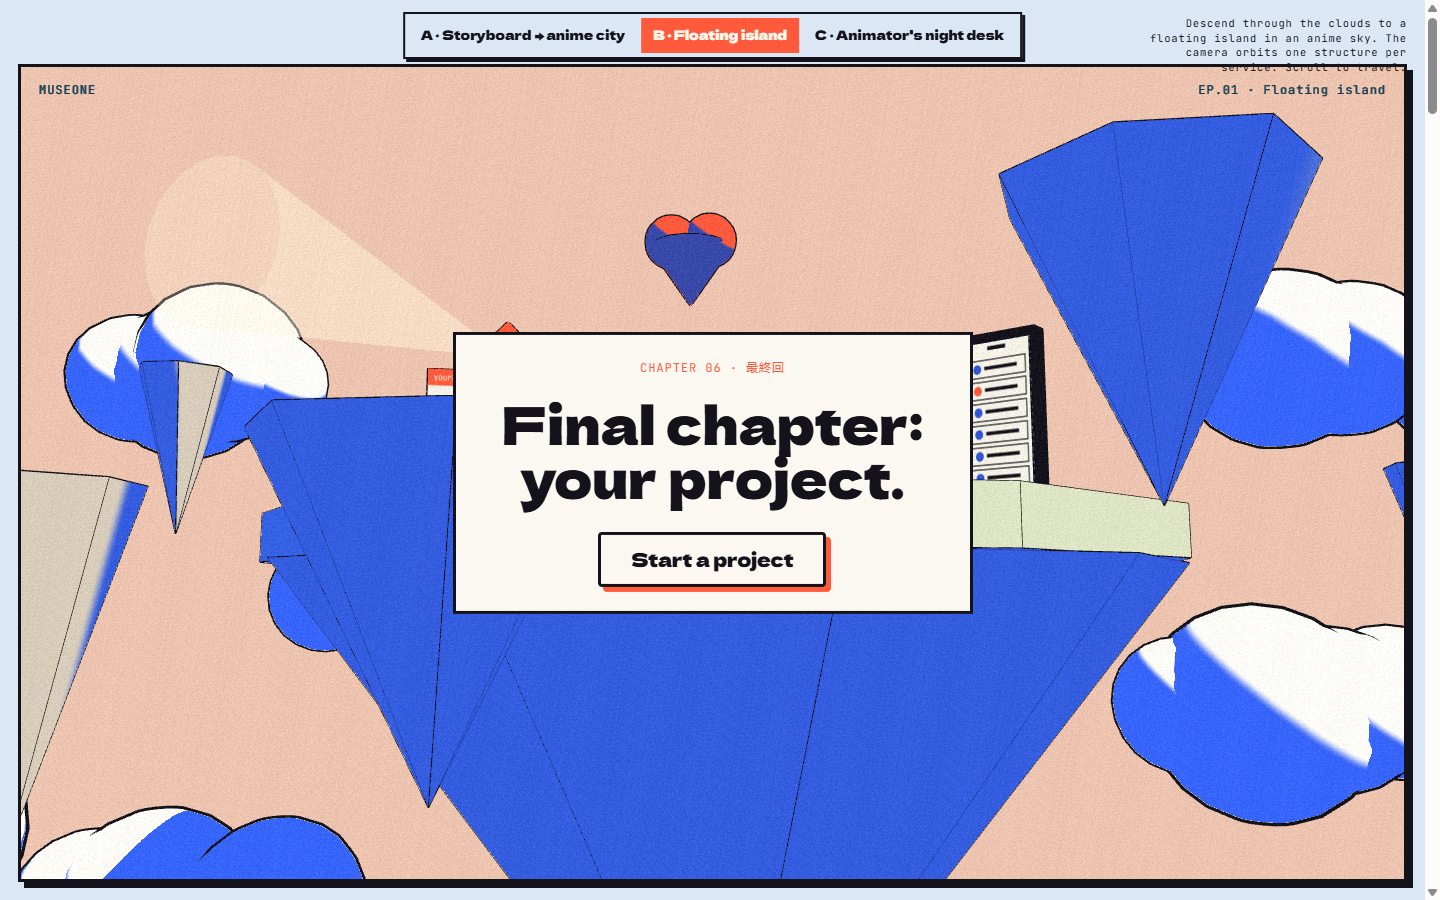 A · Storyboard → anime city
B · Floating island
C · Animator's night desk
Descend through the clouds to a
floating island in an anime sky. The
camera orbits one structure per
service. Scroll to travel.
MUSEONE
EP.01 · Floating island
your
CHAPTER 06 · 最終回
Final chapter:
your project.
Start a project